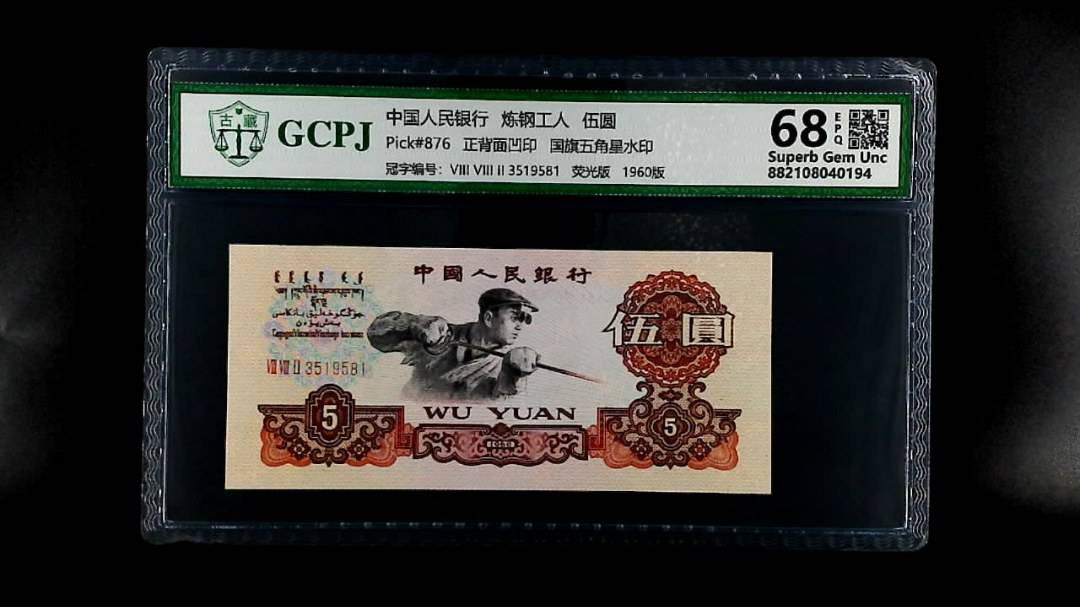 古藏
GCPJ
中国人民银行 炼钢工人 伍圆
Pick#876 正背面凹印 国旗五角星水印
冠字编号: VIII VIII II 3519581 荧光版 1960版
68 EPQ
Superb Gem Unc
882108040194
中國人民銀行
伍圓
VIII VIII II 3519581
5
WU YUAN
1960
5